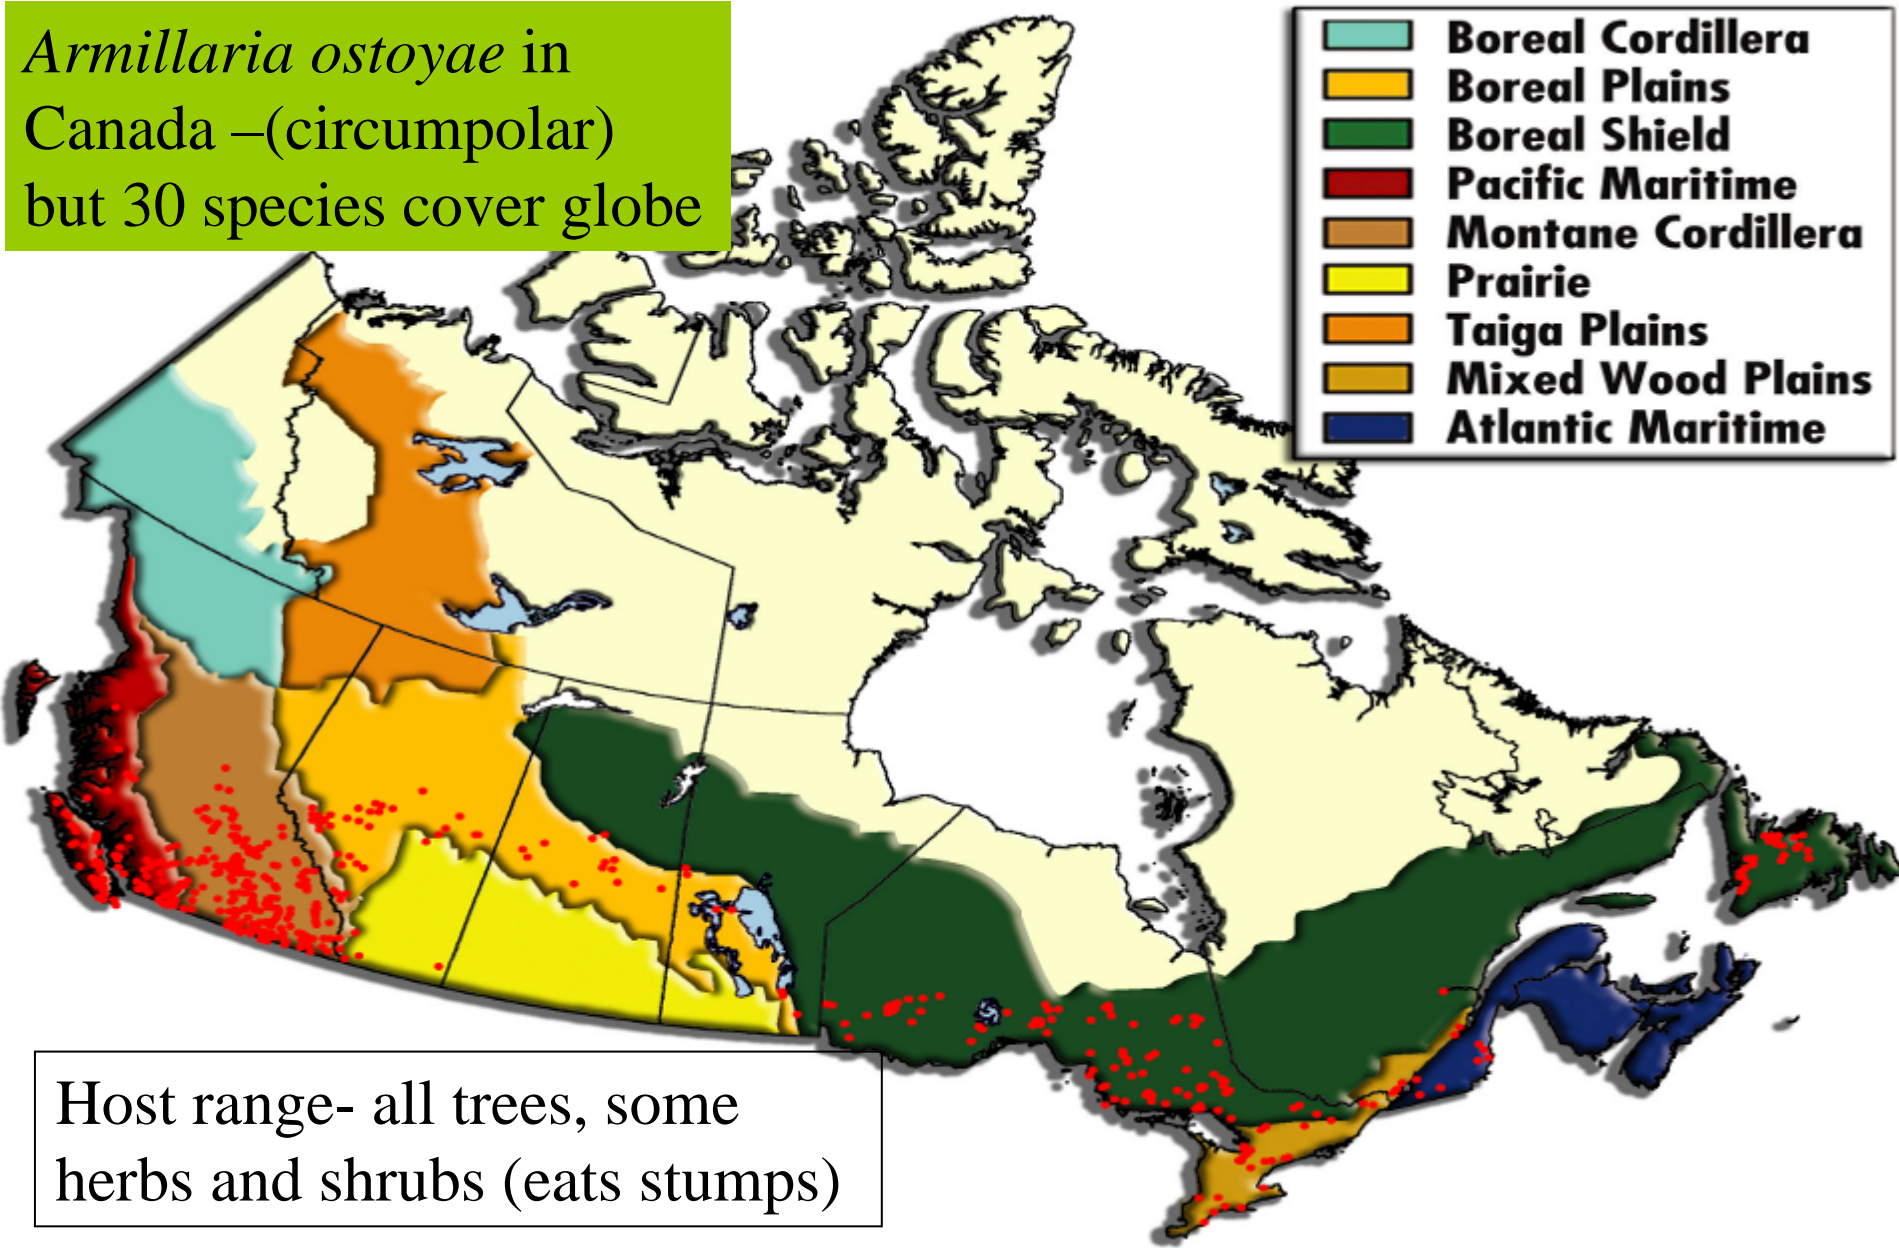 Armillaria ostoyae in
Canada –(circumpolar)
but 30 species cover globe
Boreal Cordillera
Boreal Plains
Boreal Shield
Pacific Maritime
Montane Cordillera
Prairie
Taiga Plains
Mixed Wood Plains
Atlantic Maritime
Host range- all trees, some
herbs and shrubs (eats stumps)